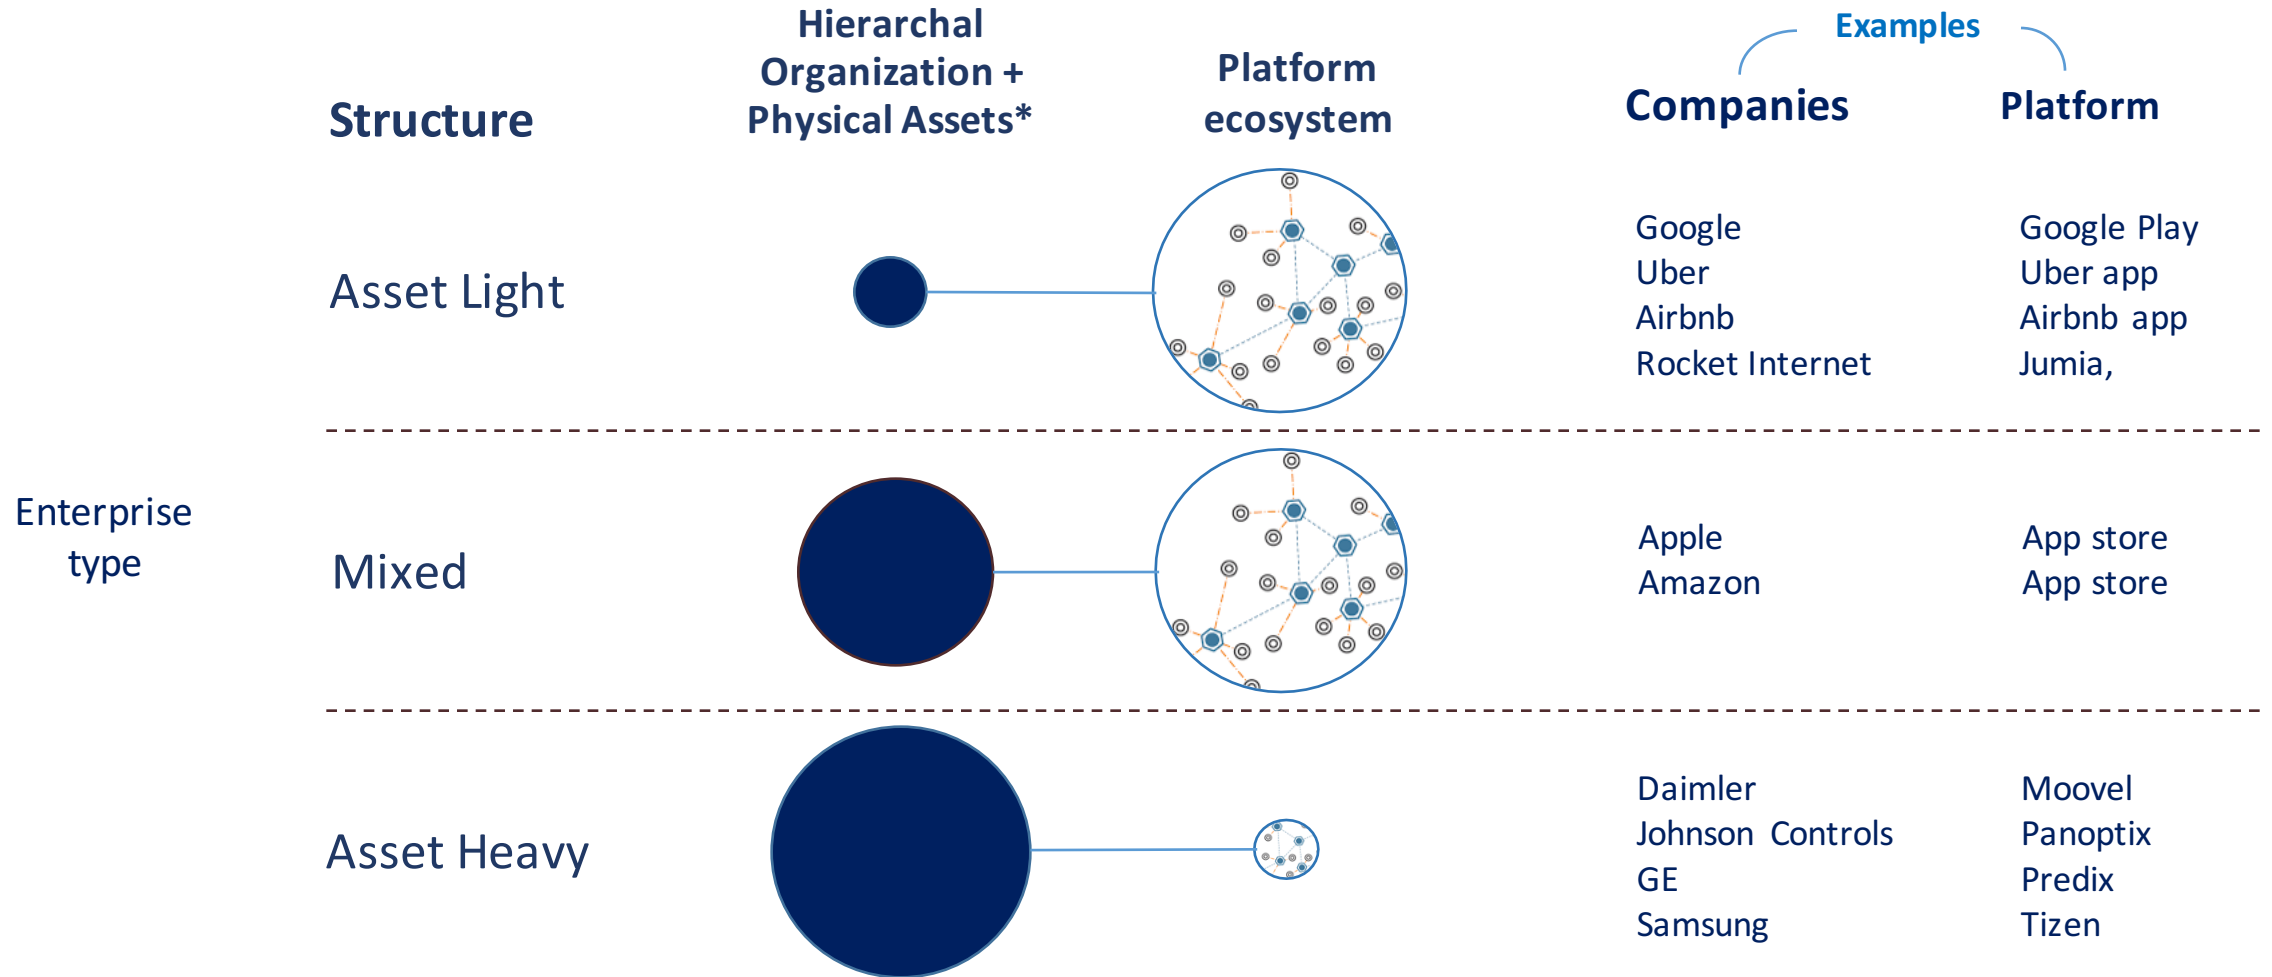 Hierarchal
Organization +
Physical Assets*
Platform
ecosystem
Examples
Structure
Companies
Platform
Asset Light
Google
Google Play
Uber
Uber app
Airbnb
Airbnb app
Rocket Internet
Jumia,
Enterprise
type
Mixed
Apple
App store
Amazon
App store
Asset Heavy
Daimler
Moovel
Johnson Controls
Panoptix
GE
Predix
Samsung
Tizen